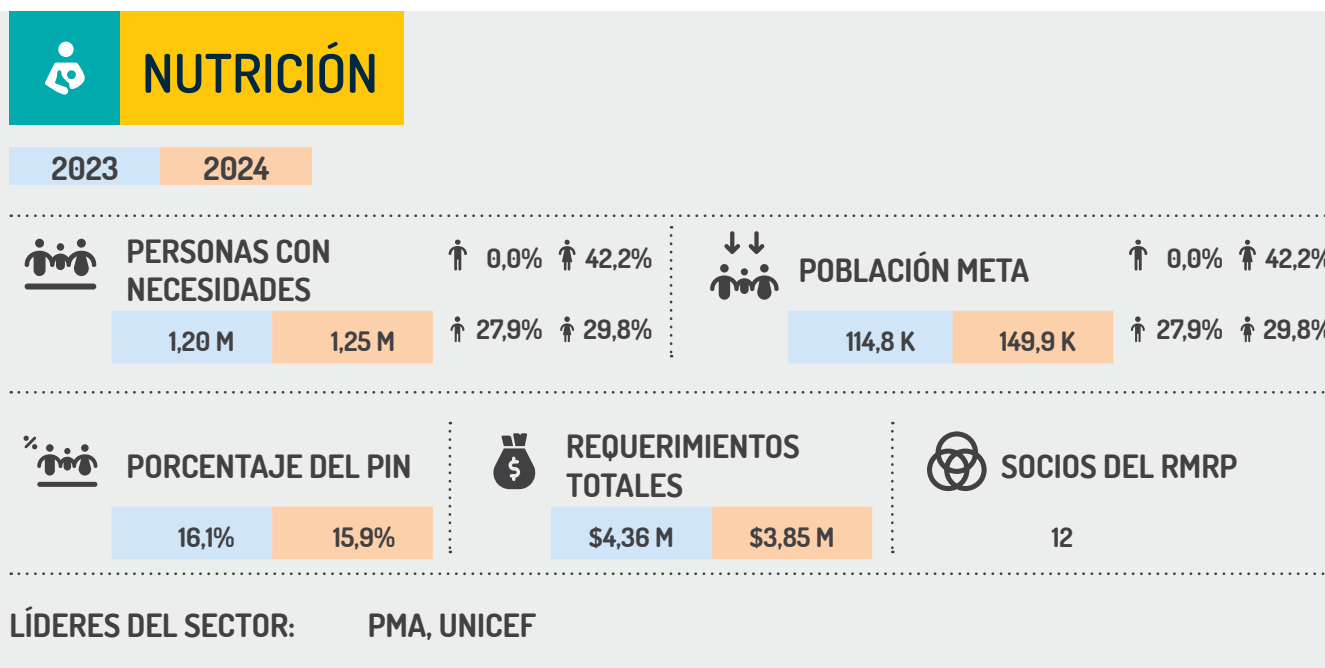 NUTRICIÓN
2023 2024
PERSONAS CON
NECESIDADES
1,20 M 1,25 M
0,0% 42,2%
27,9% 29,8%
POBLACIÓN META
114,8 K 149,9 K
0,0% 42,2%
27,9% 29,8%
% PORCENTAJE DEL PIN
16,1% 15,9%
$ REQUERIMIENTOS
TOTALES
$4,36 M $3,85 M
SOCIOS DEL RMRP
12
LÍDERES DEL SECTOR: PMA, UNICEF